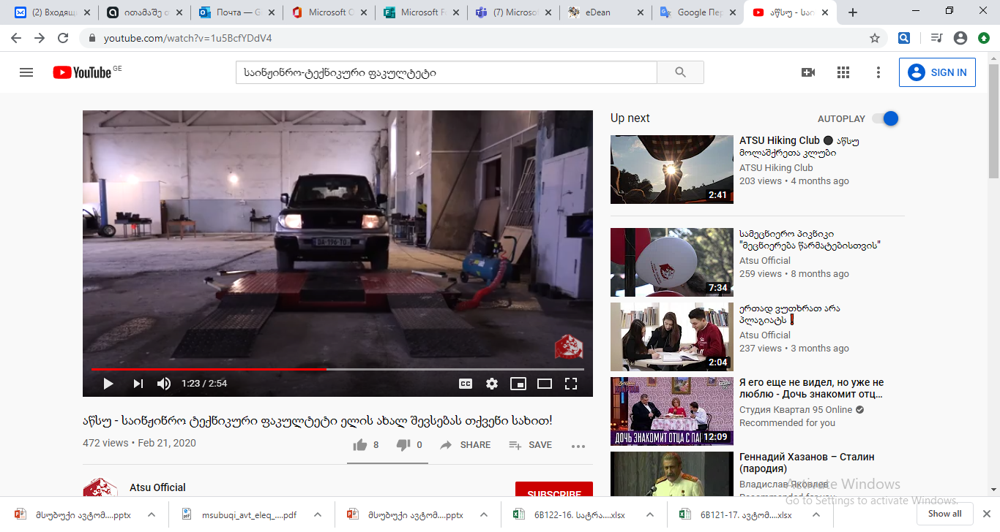 (2) Входящи
ითამაშე ო
Почта — G
Microsoft O
Microsoft F
(7) Microsof
eDean
Google Пер
აწსუ - საი
youtube.com/watch?v=1u5BcfYDdV4
YouTube GE
საინჟინრო-ტექნიკური ფაკულტეტი
SIGN IN
DA-196-TO
1:23 / 2:54
CC
აწსუ - საინჟინრო ტექნიკური ფაკულტეტი ელის ახალ შევსებას თქვენი სახით!
472 views • Feb 21, 2020
8
0
SHARE
SAVE
Atsu Official
SUBSCRIBE
Up next
AUTOPLAY
2:41
ATSU Hiking Club ⚫ აწსუ
მოლაშქრეთა კლუბი
ATSU Hiking Club
203 views • 4 months ago
7:34
სამეცნიერო პიკნიკი
"მეცნიერება წარმატებისთვის"
Atsu Official
259 views • 8 months ago
2:04
ერთად ვუთხრათ არა
პლაგიატს❗
Atsu Official
237 views • 3 months ago
ДОЧЬ ЗНАКОМИТ ОТЦА С ПА
12:09
Я его еще не видел, но уже не
люблю - Дочь знакомит отц...
Студия Квартал 95 Online
Recommended for you
Геннадий Хазанов – Сталин
(пародия)
Владислав Яковлев
Recommended for you
Activate Windows
Go to Settings to activate Windows.
მსუბუქი ავტომ....pptx
msubuqi_avt_eleq_....pdf
მსუბუქი ავტომ....pptx
6B122-16. სატრა....xlsx
6B121-17. ავტომ....xlsx
Show all